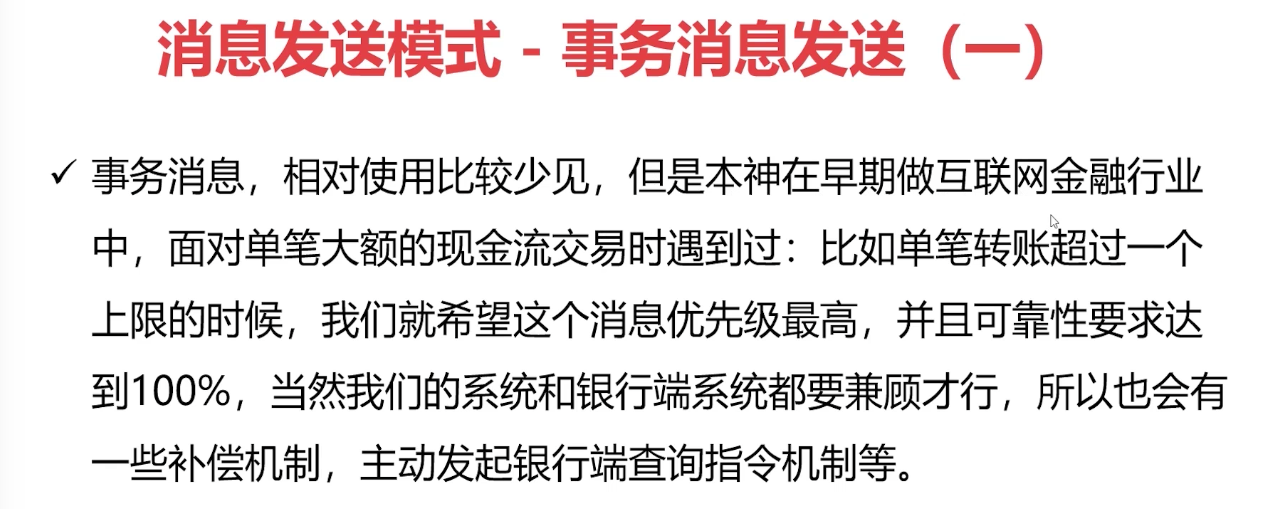 消息发送模式 - 事务消息发送（一）
✓ 事务消息，相对使用比较少见，但是本神在早期做互联网金融行业
中，面对单笔大额的现金流交易时遇到过：比如单笔转账超过一个
上限的时候，我们就希望这个消息优先级最高，并且可靠性要求达
到100%，当然我们的系统和银行端系统都要兼顾才行，所以也会有
一些补偿机制，主动发起银行端查询指令机制等。